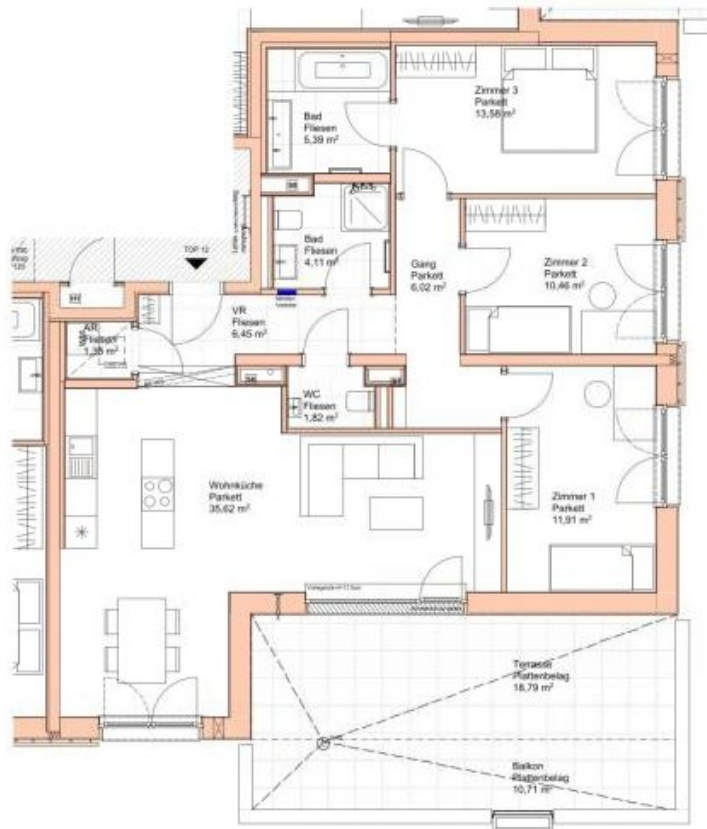 Bad
Fliesen
5,39 m²
Zimmer 3
Parkett
13,58 m²
Bad
Fliesen
4,11 m²
Gang
Parkett
6,02 m²
Zimmer 2
Parkett
10,46 m²
TOP 12
VR
Fliesen
6,45 m²
AR
Fliesen
WC
Fliesen
1,82 m²
Wohnküche
Parkett
35,62 m²
Zimmer 1
Parkett
11,91 m²
Terrasse
Plattenbelag
18,79 m²
Balkon
Plattenbelag
10,71 m²